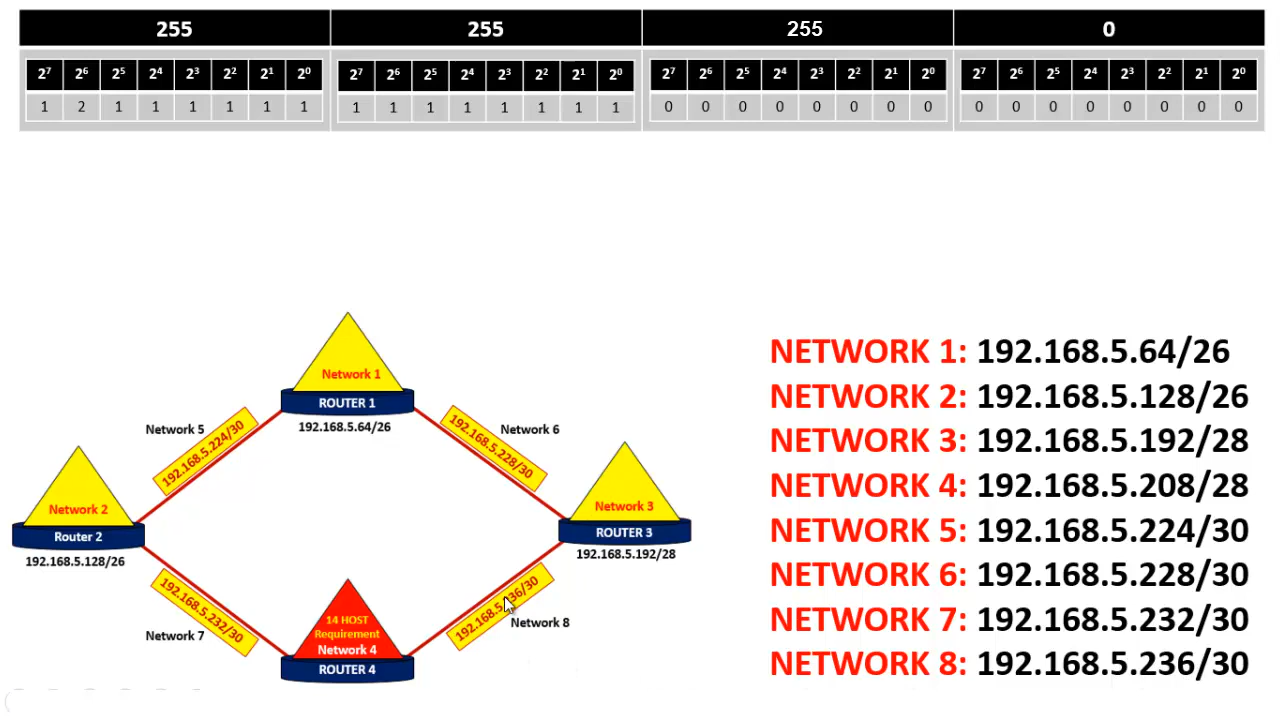 255 255 255 0
2⁷ 2⁶ 2⁵ 2⁴ 2³ 2² 2¹ 2⁰ 2⁷ 2⁶ 2⁵ 2⁴ 2³ 2² 2¹ 2⁰ 2⁷ 2⁶ 2⁵ 2⁴ 2³ 2² 2¹ 2⁰ 2⁷ 2⁶ 2⁵ 2⁴ 2³ 2² 2¹ 2⁰
1 2 1 1 1 1 1 1 1 1 1 1 1 1 1 1 0 0 0 0 0 0 0 0 0 0 0 0 0 0 0 0
Network 1
ROUTER 1
192.168.5.64/26
Network 5
192.168.5.224/30
Network 6
192.168.5.228/30
Network 2
Router 2
192.168.5.128/26
Network 3
ROUTER 3
192.168.5.192/28
Network 7
192.168.5.232/30
14 HOST
Requirement
Network 4
ROUTER 4
192.168.5.236/30
Network 8
NETWORK 1: 192.168.5.64/26
NETWORK 2: 192.168.5.128/26
NETWORK 3: 192.168.5.192/28
NETWORK 4: 192.168.5.208/28
NETWORK 5: 192.168.5.224/30
NETWORK 6: 192.168.5.228/30
NETWORK 7: 192.168.5.232/30
NETWORK 8: 192.168.5.236/30